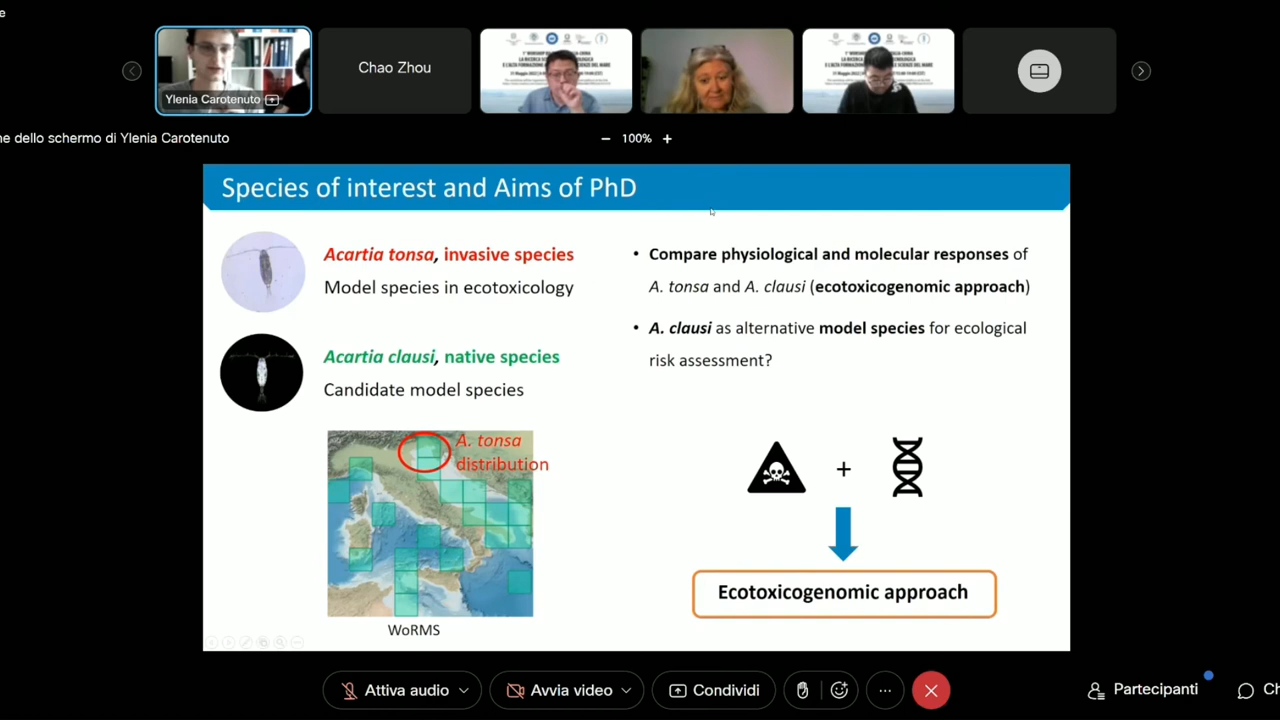 e
Ylenia Carotenuto
Chao Zhou
ne dello schermo di Ylenia Carotenuto
100%
Species of interest and Aims of PhD
Acartia tonsa, invasive species
Model species in ecotoxicology
Acartia clausi, native species
Candidate model species
A. tonsa
distribution
WoRMS
• Compare physiological and molecular responses of
A. tonsa and A. clausi (ecotoxicogenomic approach)
• A. clausi as alternative model species for ecological
risk assessment?
+
Ecotoxicogenomic approach
Attiva audio
Avvia video
Condividi
Partecipanti
Ch